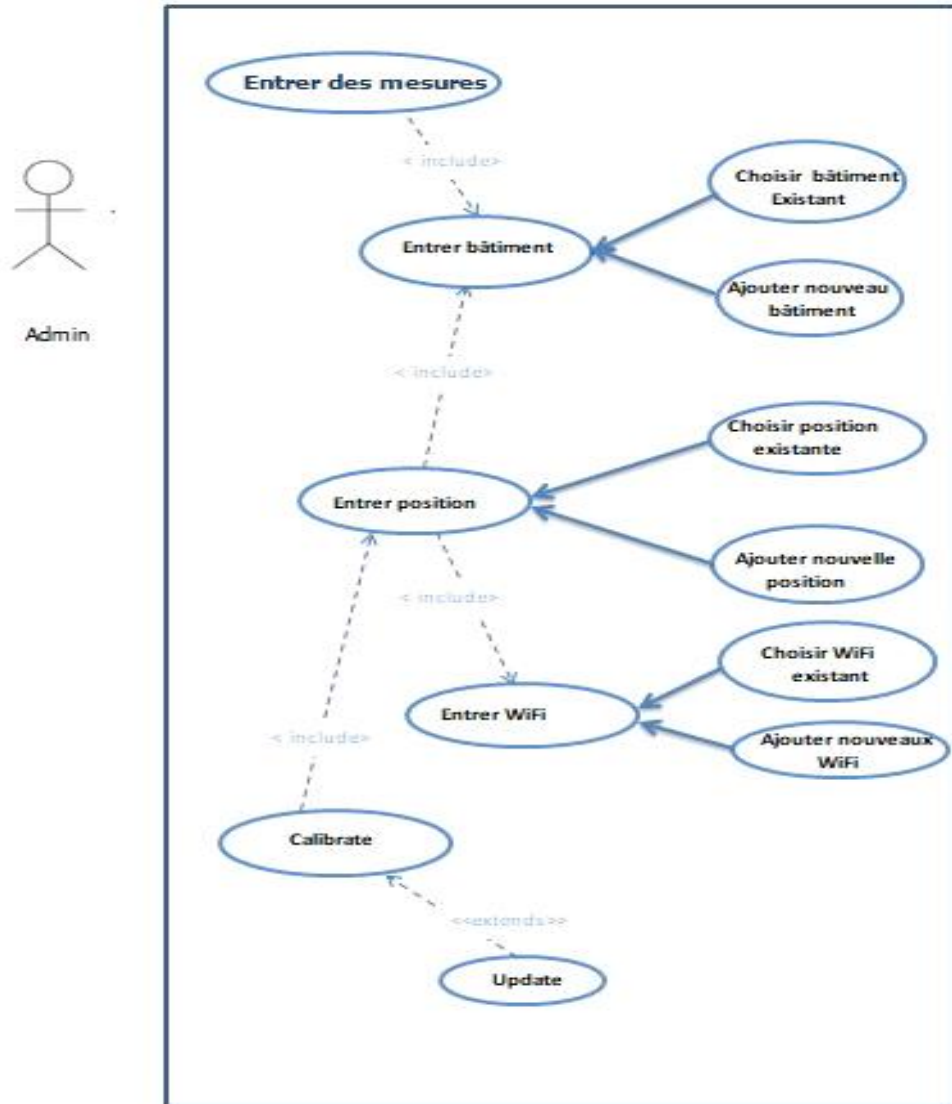 Entrer des mesures
< include>
Choisir bâtiment
Existant
Entrer bâtiment
Ajouter nouveau
bâtiment
Admin
< include>
Choisir position
existante
Entrer position
Ajouter nouvelle
position
< include>
Choisir WiFi
existant
Entrer WiFi
Ajouter nouveaux
WiFi
< include>
Calibrate
<<extends>>
Update